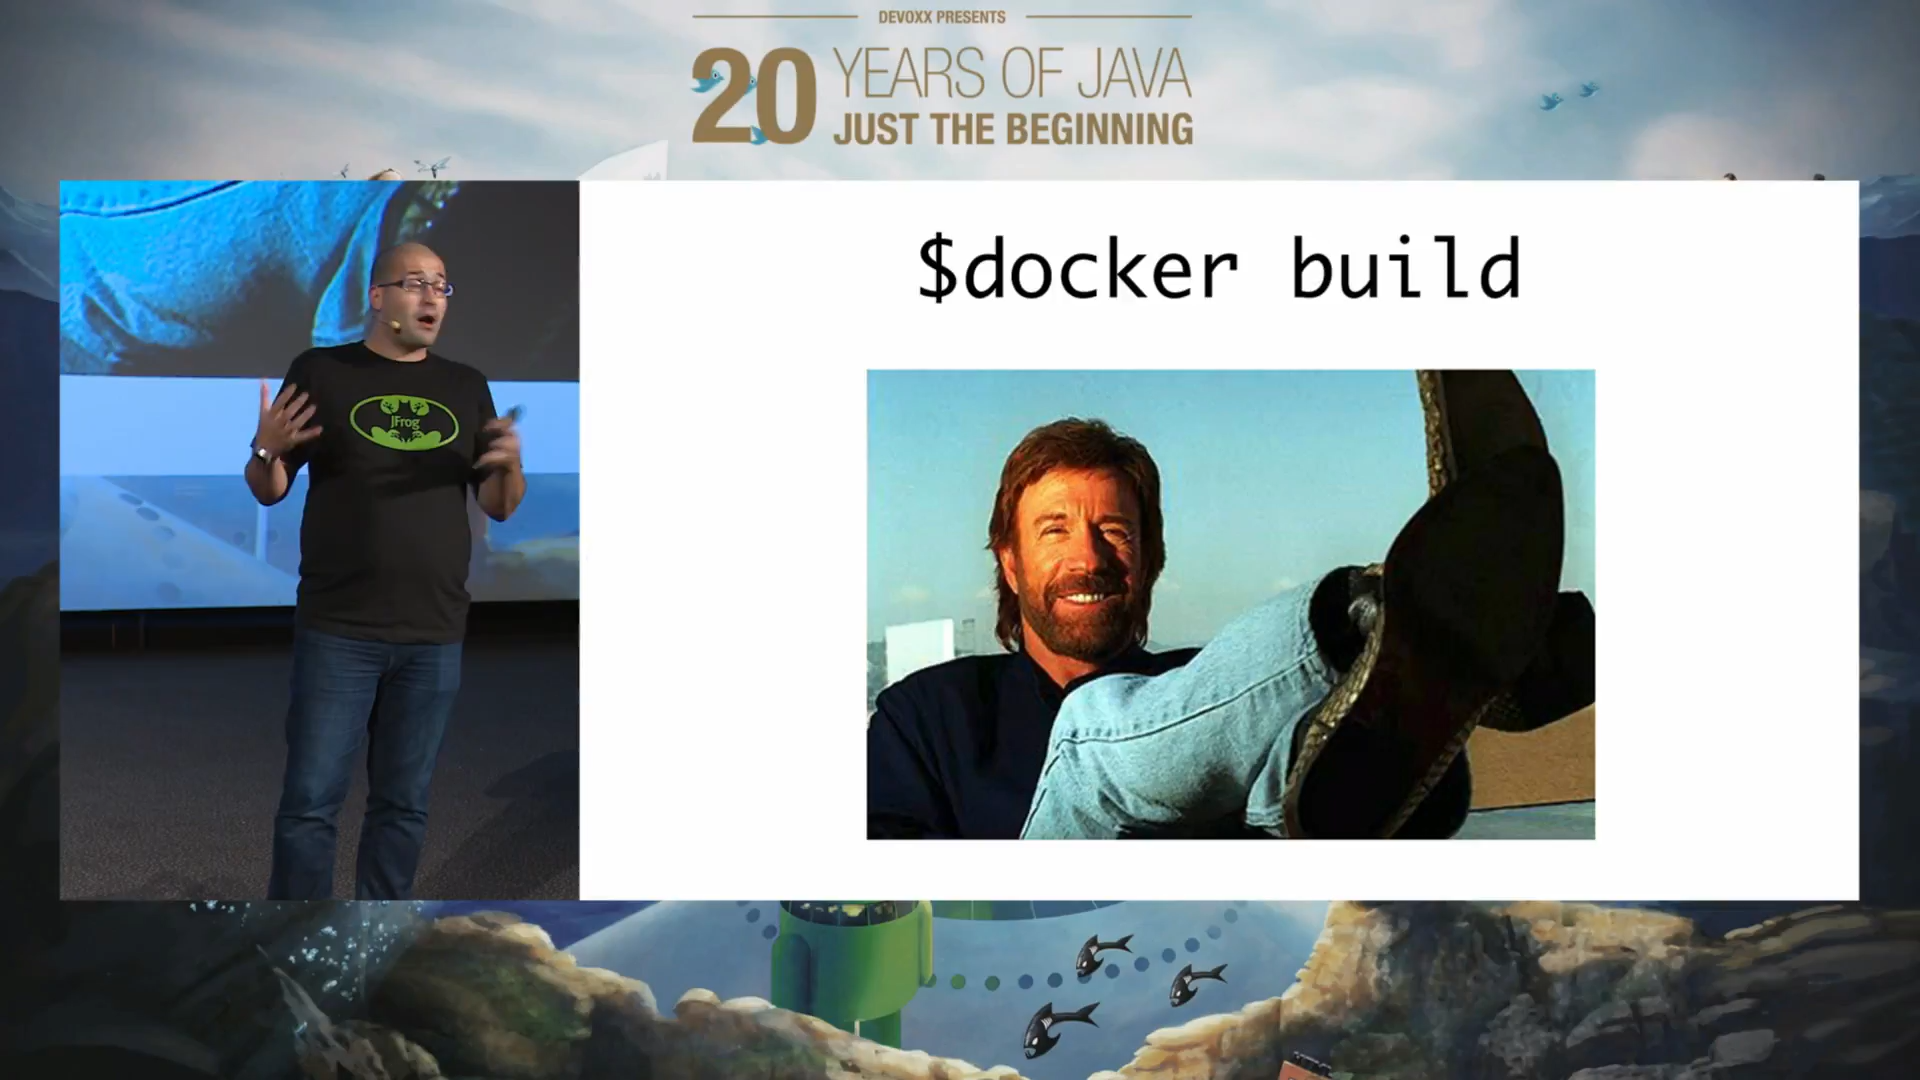 DEVOXX PRESENTS
20 YEARS OF JAVA
JUST THE BEGINNING
$docker build
JFrog